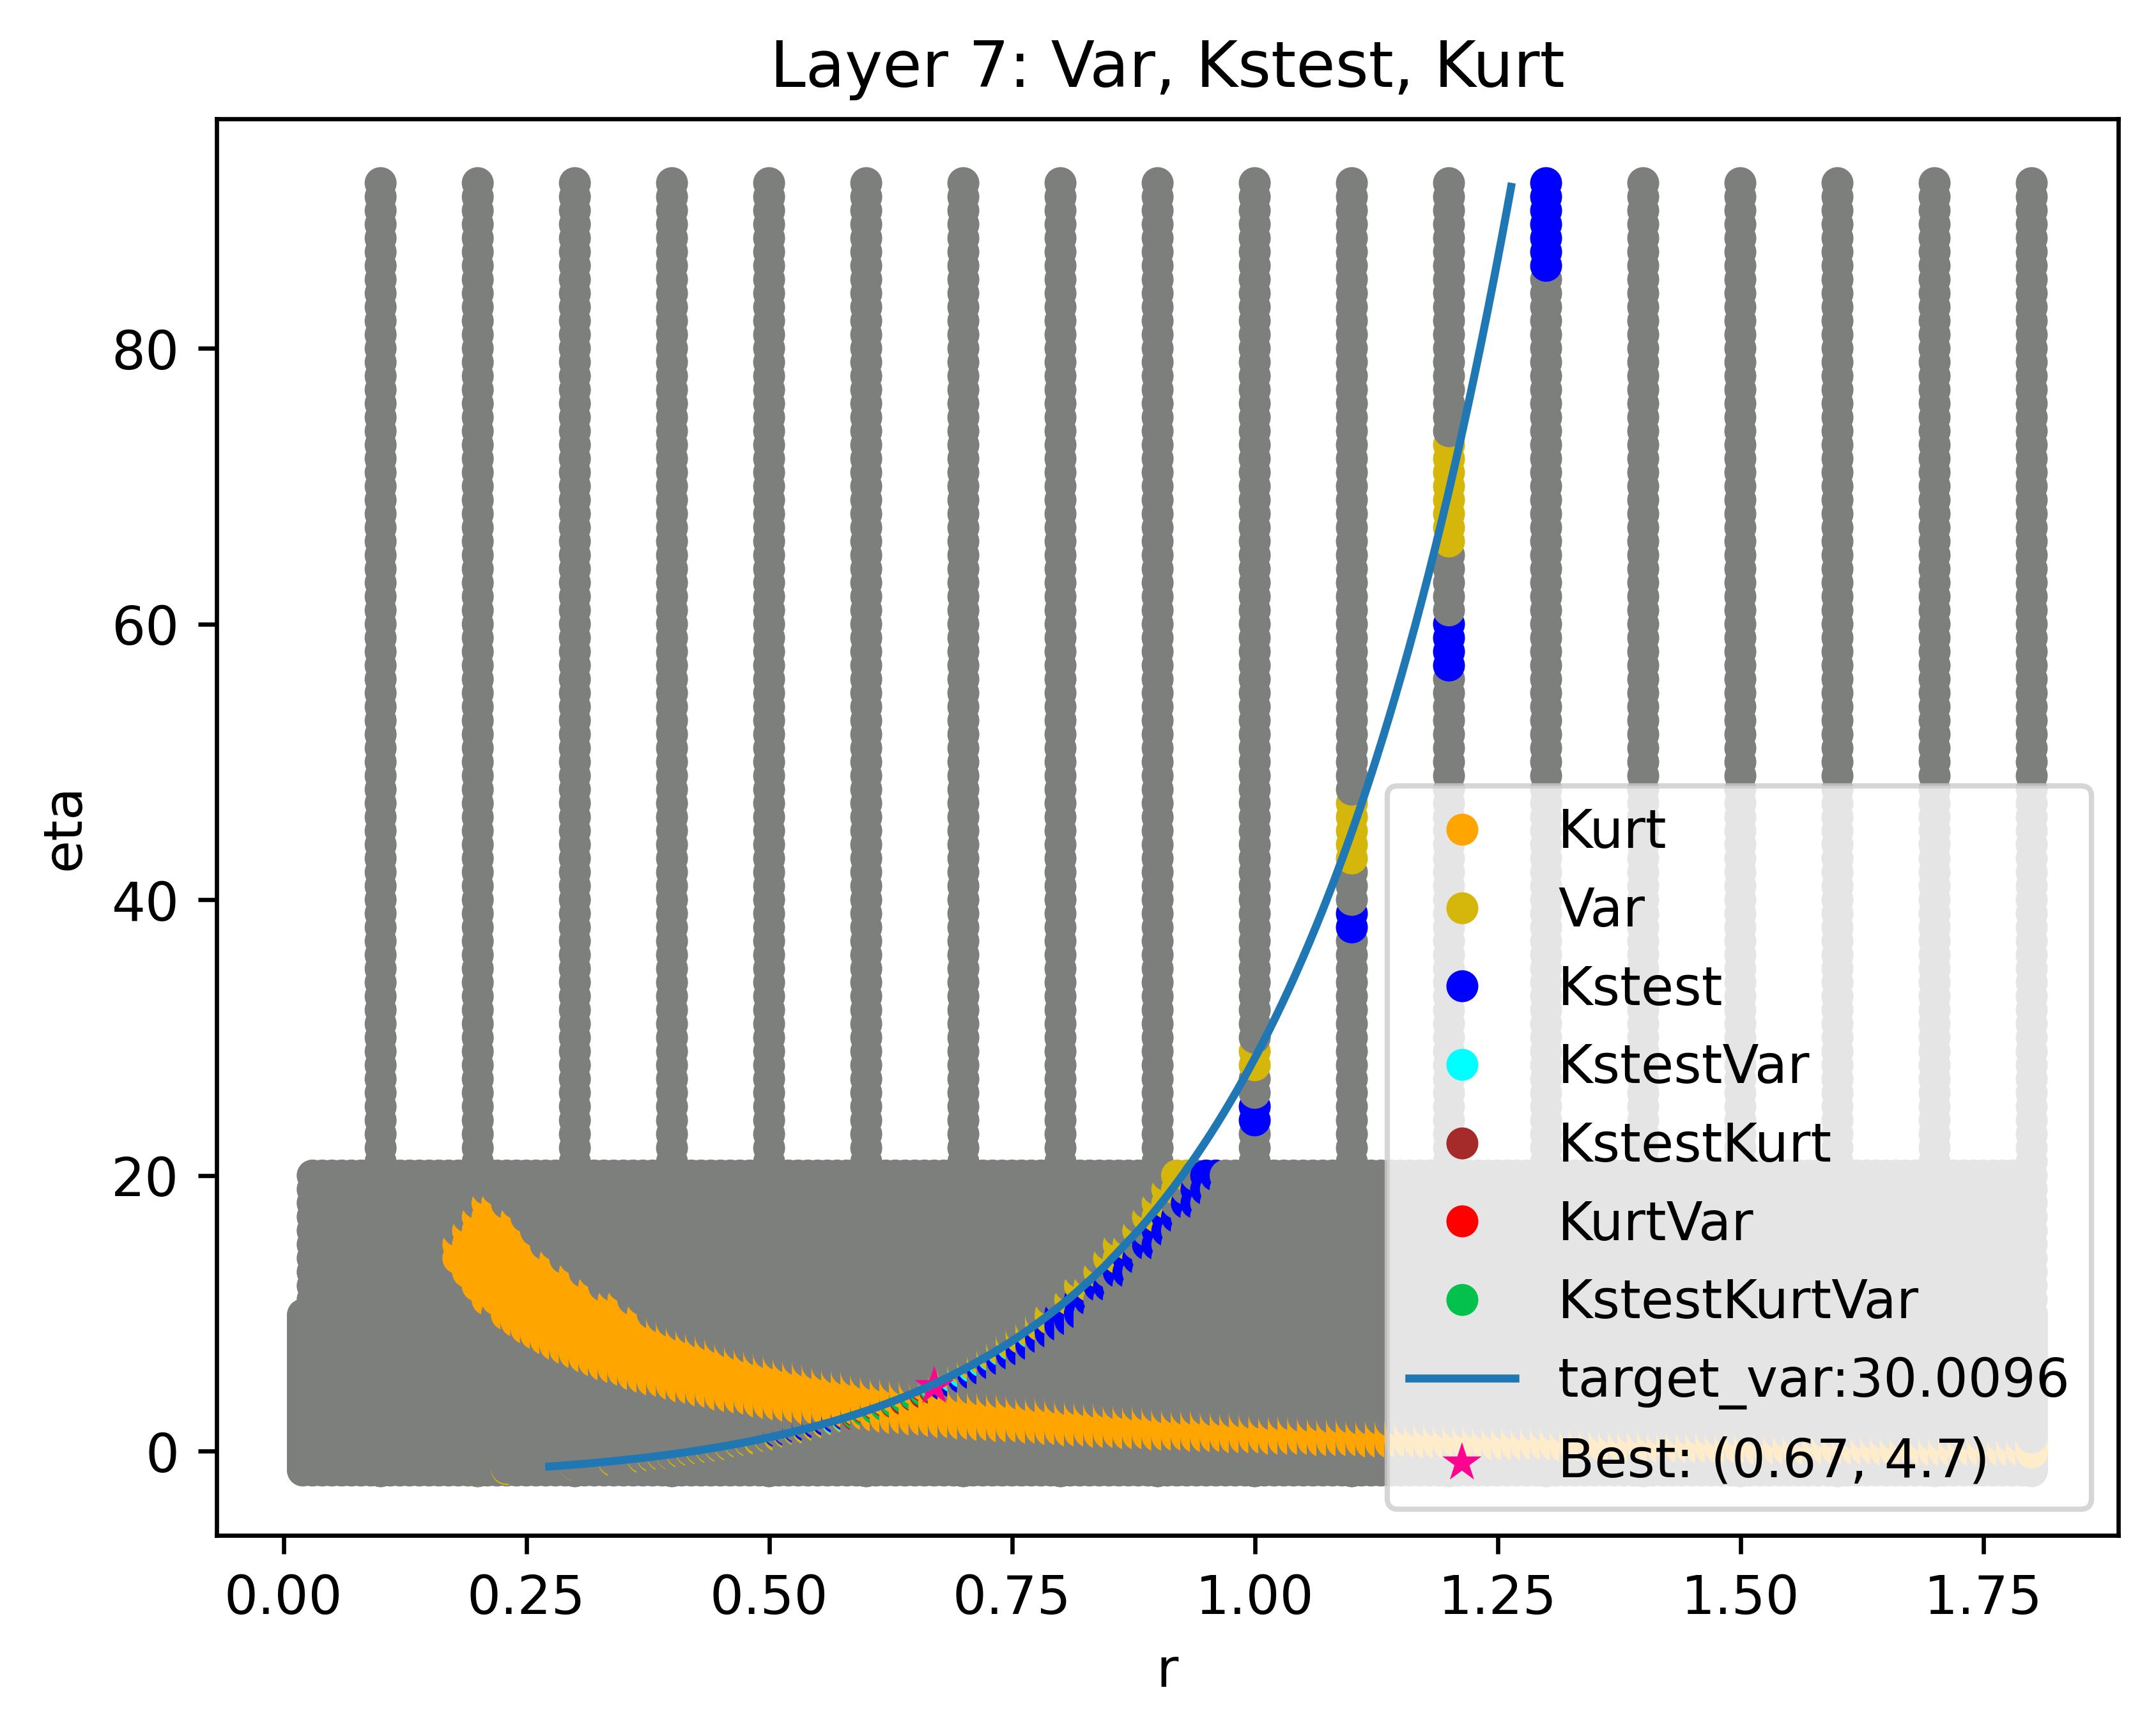 Layer 7: Var, Kstest, Kurt
eta
80
60
40
20
0
Kurt
Var
Kstest
KstestVar
KstestKurt
KurtVar
KstestKurtVar
target_var:30.0096
Best: (0.67, 4.7)
0.00 0.25 0.50 0.75 1.00 1.25 1.50 1.75
r